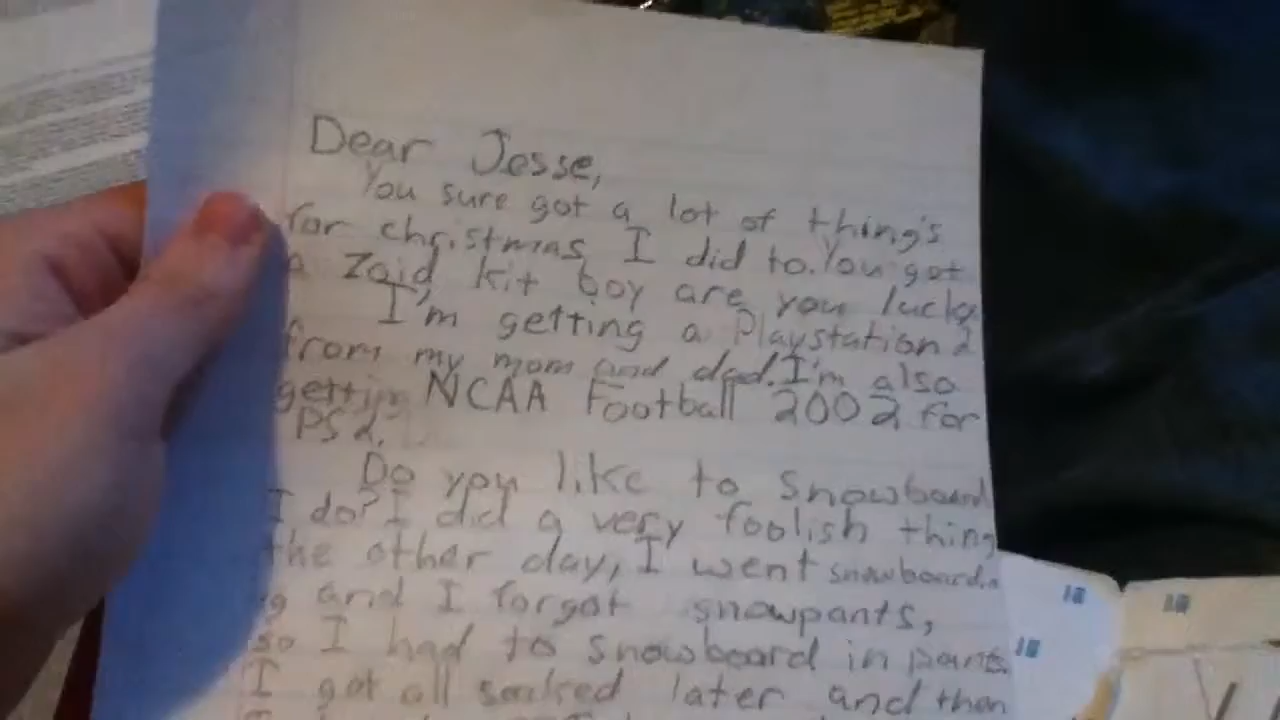 Dear Jesse,
You sure got a lot of thing's
for christmas I did to. You got
a Zoid kit boy are you lucky
I'm getting a Playstation 2
from my mom and dad. I'm also
getting NCAA Football 2002 for
PS2.
Do you like to snowboard
I do? I did a very foolish thing
the other day, I went snowboardin
g and I forgot snowpants,
so I had to snowboard in pants
I got all soaked later and than